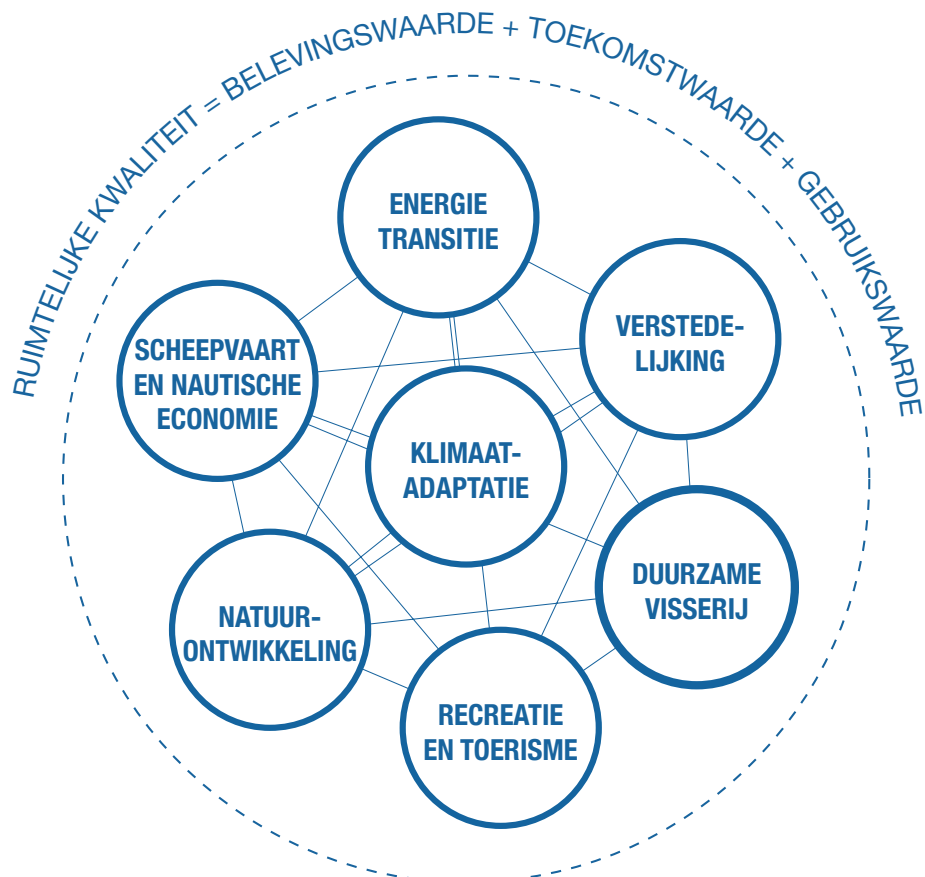 RUIMTELIJKE KWALITEIT = BELEVINGSWAARDE + TOEKOMSTWAARDE + GEBRUIKSWAARDE
ENERGIE
TRANSITIE
VERSTEDE-
LIJKING
SCHEEPVAART
EN NAUTISCHE
ECONOMIE
KLIMAAT-
ADAPTATIE
DUURZAME
VISSERIJ
NATUUR-
ONTWIKKELING
RECREATIE
EN TOERISME